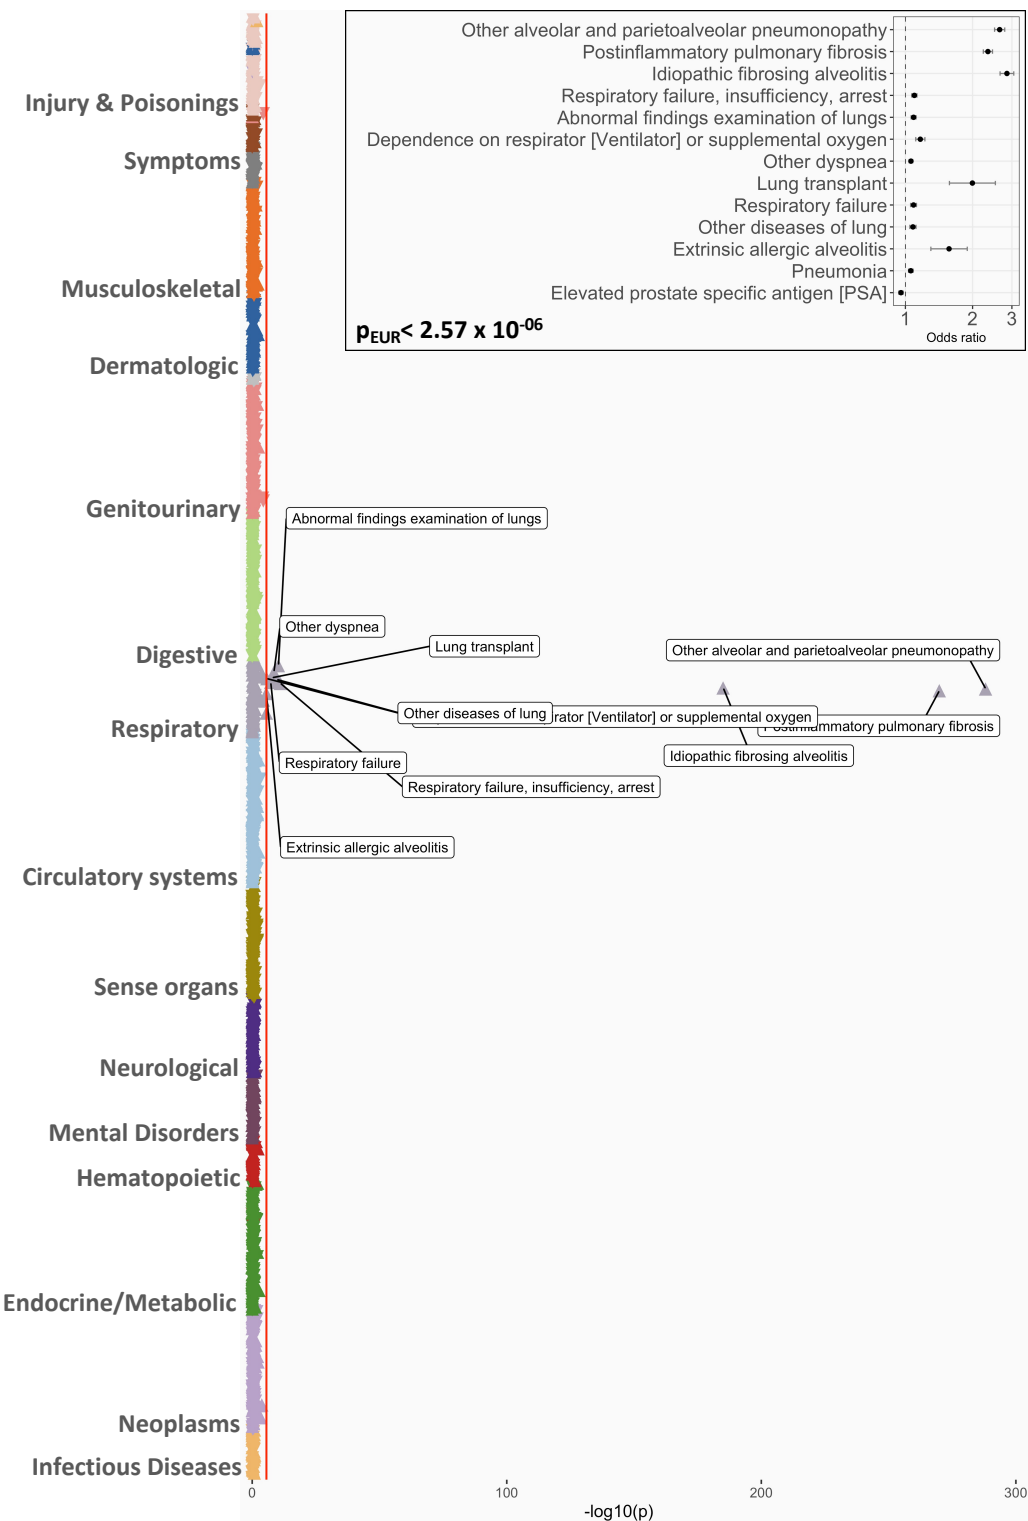 Other alveolar and parietoalveolar pneumonopathy
Postinflammatory pulmonary fibrosis
Idiopathic fibrosing alveolitis
Respiratory failure, insufficiency, arrest
Abnormal findings examination of lungs
Dependence on respirator [Ventilator] or supplemental oxygen
Other dyspnea
Lung transplant
Respiratory failure
Other diseases of lung
Extrinsic allergic alveolitis
Pneumonia
Elevated prostate specific antigen [PSA]
1 2 3
Odds ratio
pEUR< 2.57 x 10-06
Injury & Poisonings
Symptoms
Musculoskeletal
Dermatologic
Genitourinary
Digestive
Respiratory
Circulatory systems
Sense organs
Neurological
Mental Disorders
Hematopoietic
Endocrine/Metabolic
Neoplasms
Infectious Diseases
Abnormal findings examination of lungs
Other dyspnea
Lung transplant
Other alveolar and parietoalveolar pneumonopathy
Other diseases of lung
rator [Ventilator] or supplemental oxygen
mmatory pulmonary fibrosis
Idiopathic fibrosing alveolitis
Respiratory failure
Respiratory failure, insufficiency, arrest
Extrinsic allergic alveolitis
0 100 200 300
-log10(p)